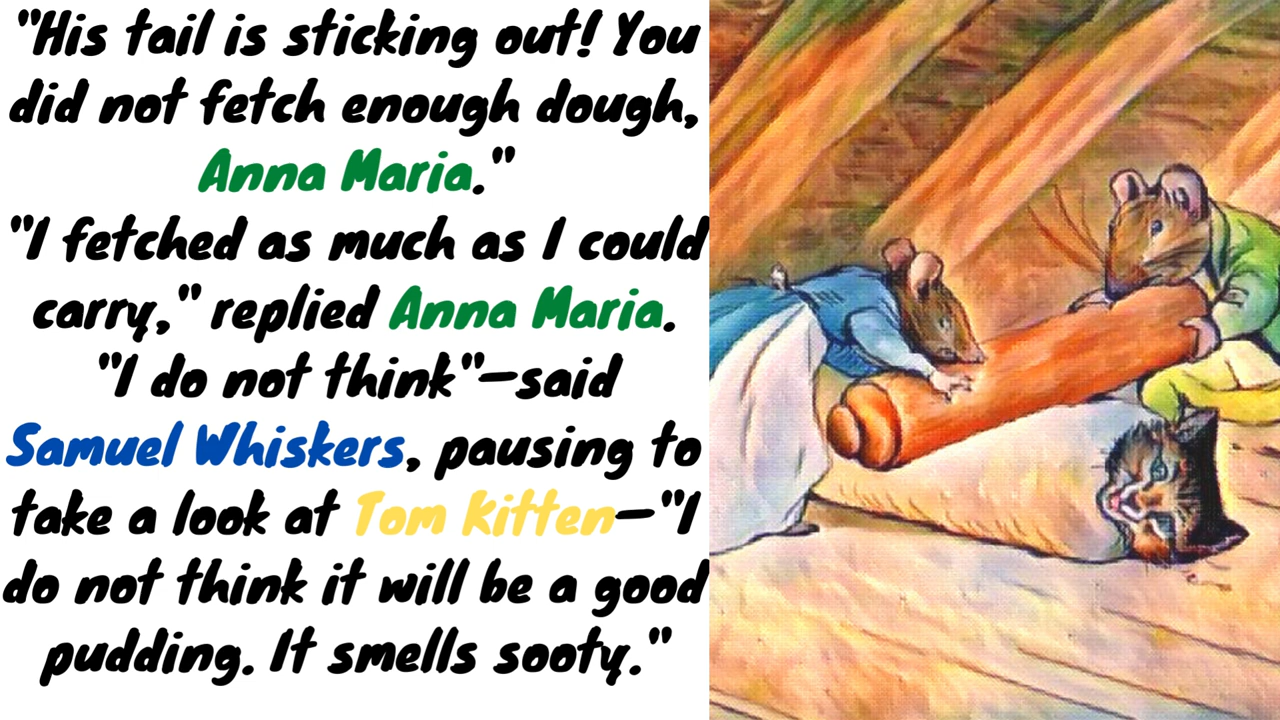 "His tail is sticking out! You
did not fetch enough dough,
Anna Maria."
"I fetched as much as I could
carry," replied Anna Maria.
"I do not think"—said
Samuel Whiskers, pausing to
take a look at Tom Kitten—"I
do not think it will be a good
pudding. It smells sooty."